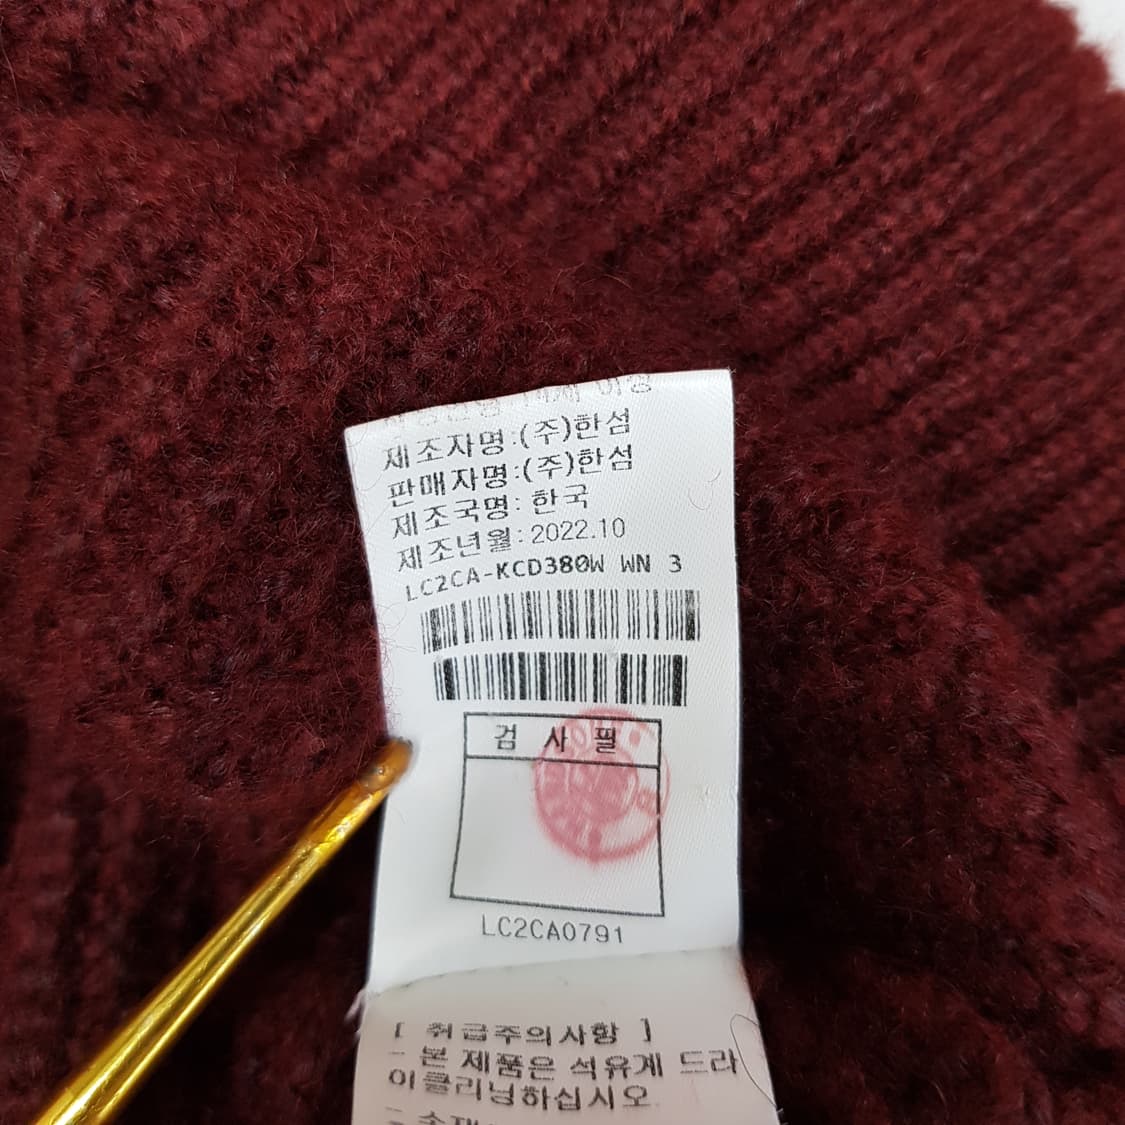 제조자명:(주)한섬
판매자명:(주)한섬
제조국명: 한국
제조년월:2022.10
LC2CA-KCD380W WN 3
검 사 필
LC2CA0791
[ 취급주의사항 ]
- 본 제품은 석유계 드라
이클리닝하십시오